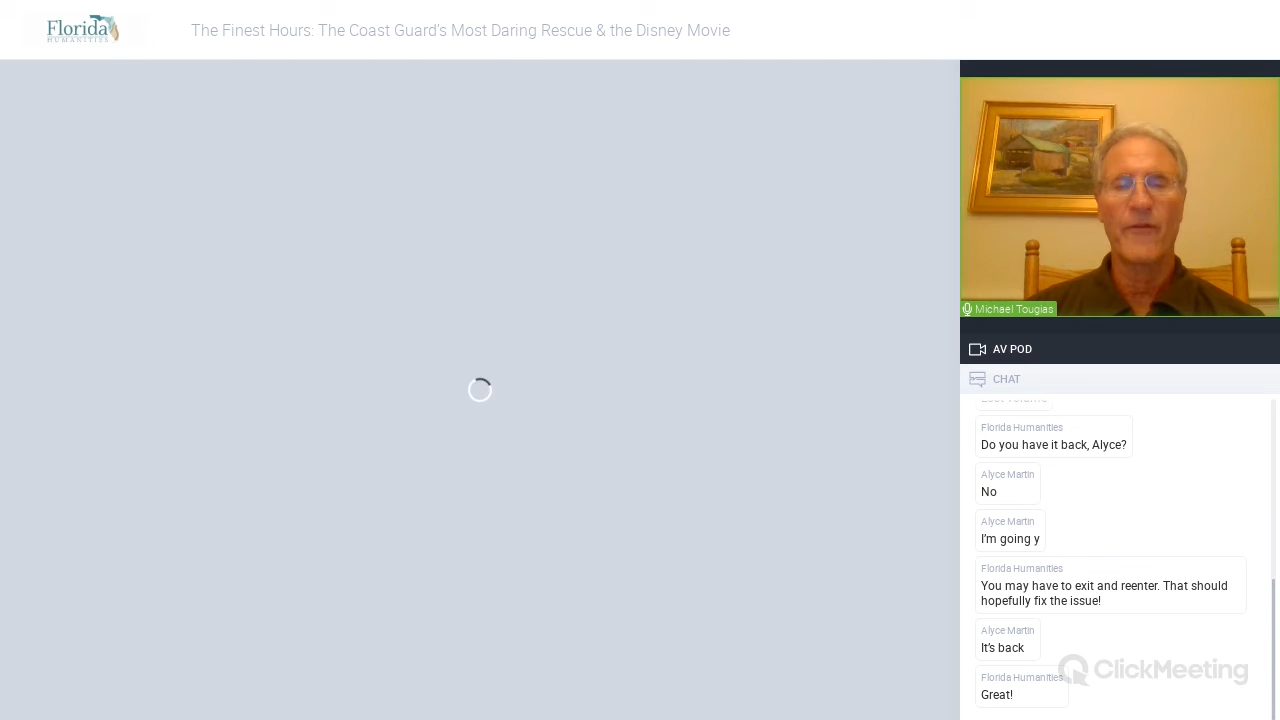 Florida
HUMANITIES
The Finest Hours: The Coast Guard's Most Daring Rescue & the Disney Movie
Michael Tougias
AV POD
CHAT
Florida Humanities
Do you have it back, Alyce?
Alyce Martin
No
Alyce Martin
I'm going y
Florida Humanities
You may have to exit and reenter. That should
hopefully fix the issue!
Alyce Martin
It's back
ClickMeeting
Florida Humanities
Great!